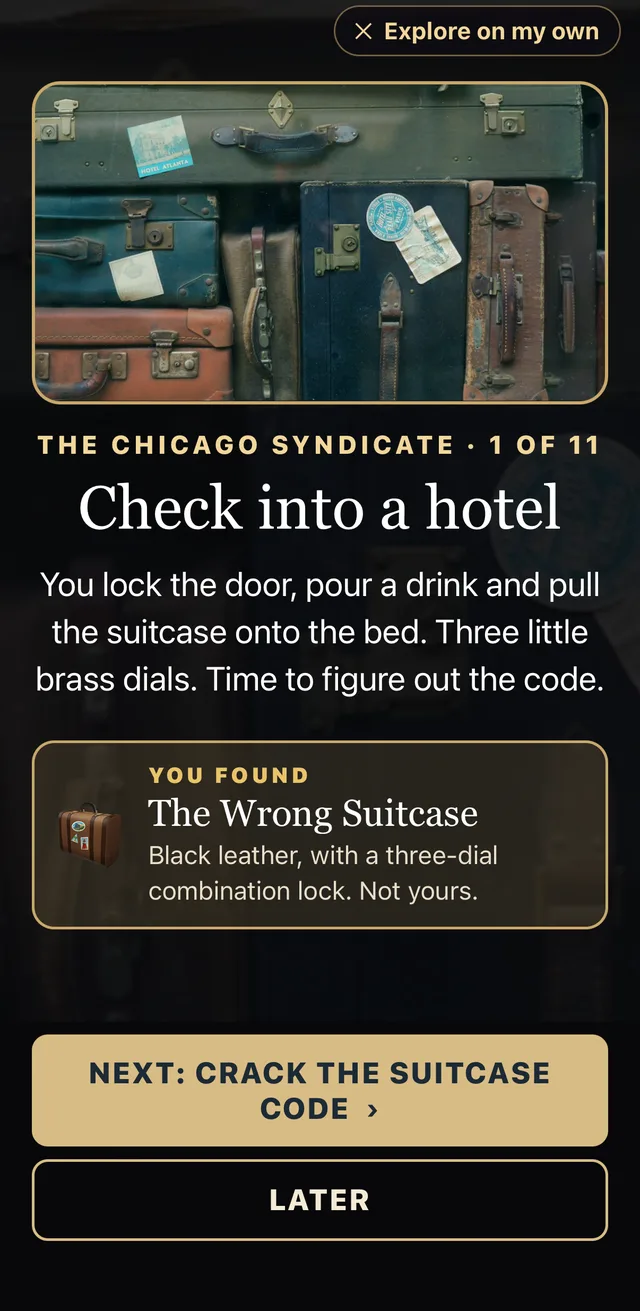 Explore on my own
HOTEL ATLANTA
THE CHICAGO SYNDICATE · 1 OF 11
Check into a hotel
You lock the door, pour a drink and pull
the suitcase onto the bed. Three little
brass dials. Time to figure out the code.
YOU FOUND
The Wrong Suitcase
Black leather, with a three-dial
combination lock. Not yours.
NEXT: CRACK THE SUITCASE
CODE ›
LATER